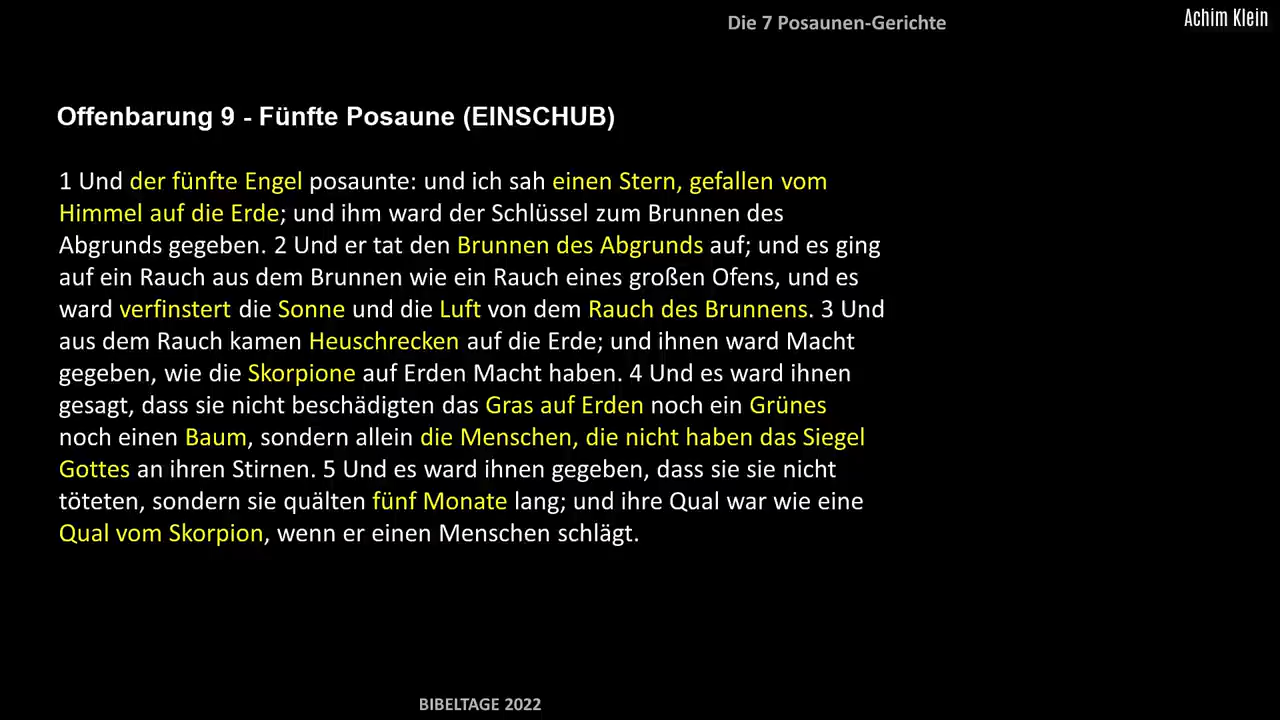 Die 7 Posaunen-Gerichte
Achim Klein
Offenbarung 9 - Fünfte Posaune (EINSCHUB)
1 Und der fünfte Engel posaunte: und ich sah einen Stern, gefallen vom
Himmel auf die Erde; und ihm ward der Schlüssel zum Brunnen des
Abgrunds gegeben. 2 Und er tat den Brunnen des Abgrunds auf; und es ging
auf ein Rauch aus dem Brunnen wie ein Rauch eines großen Ofens, und es
ward verfinstert die Sonne und die Luft von dem Rauch des Brunnens. 3 Und
aus dem Rauch kamen Heuschrecken auf die Erde; und ihnen ward Macht
gegeben, wie die Skorpione auf Erden Macht haben. 4 Und es ward ihnen
gesagt, dass sie nicht beschädigten das Gras auf Erden noch ein Grünes
noch einen Baum, sondern allein die Menschen, die nicht haben das Siegel
Gottes an ihren Stirnen. 5 Und es ward ihnen gegeben, dass sie sie nicht
töteten, sondern sie quälten fünf Monate lang; und ihre Qual war wie eine
Qual vom Skorpion, wenn er einen Menschen schlägt.
BIBELTAGE 2022